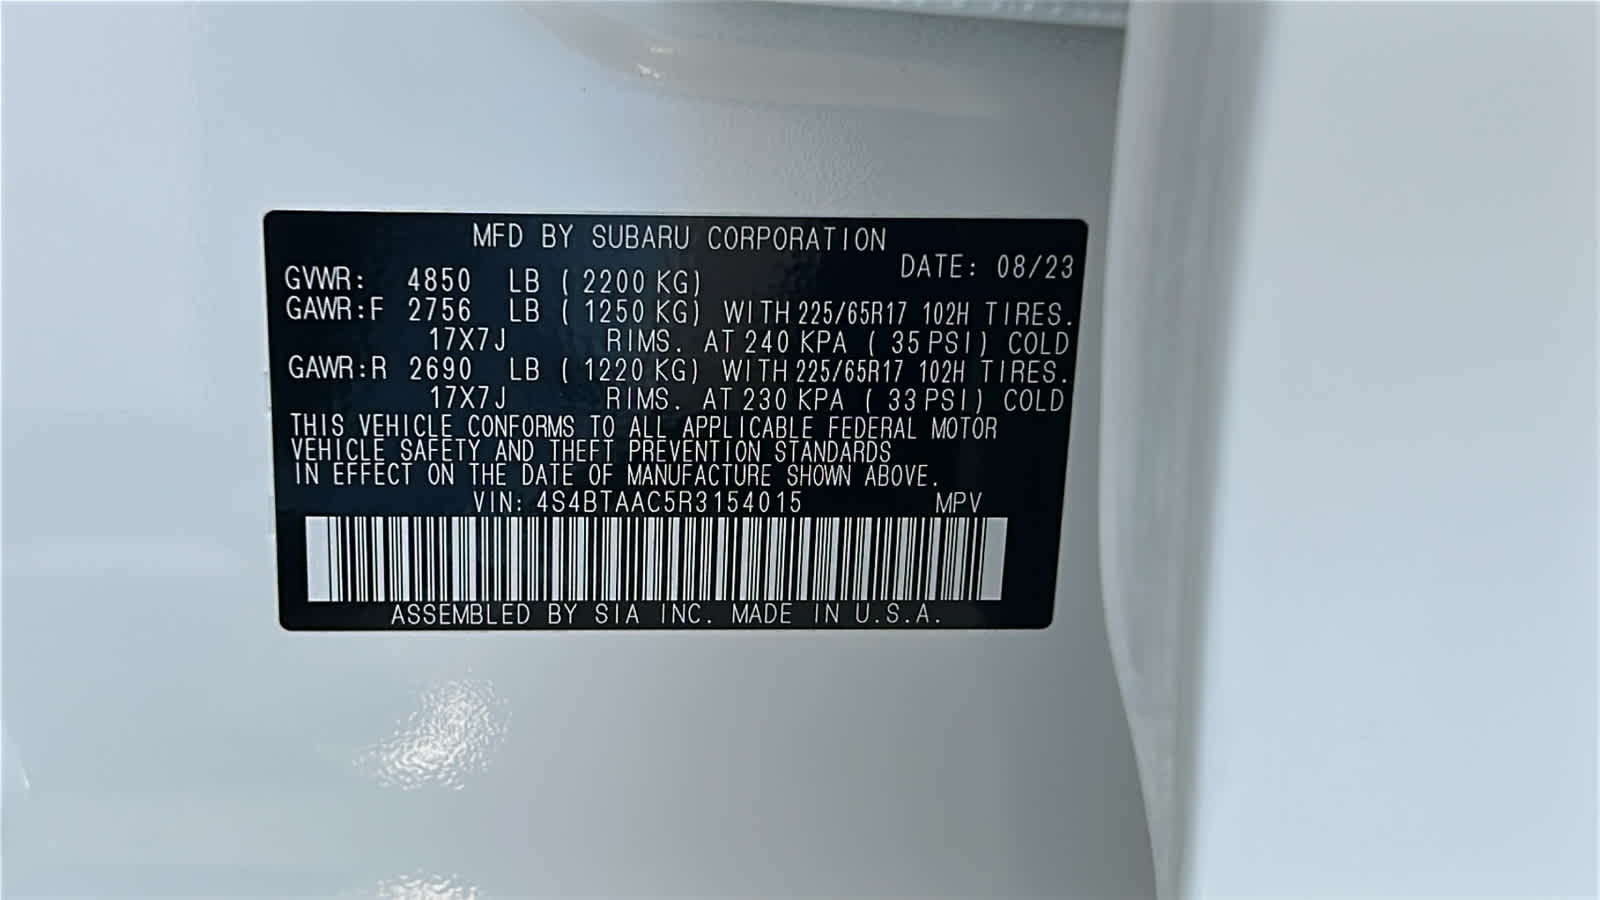 MFD BY SUBARU CORPORATION
DATE: 08/23
GVWR: 4850 LB ( 2200 KG)
GAWR:F 2756 LB ( 1250 KG) WITH 225/65R17 102H TIRES.
17X7J RIMS. AT 240 KPA ( 35 PSI) COLD
GAWR:R 2690 LB ( 1220 KG) WITH 225/65R17 102H TIRES.
17X7J RIMS. AT 230 KPA ( 33 PSI) COLD
THIS VEHICLE CONFORMS TO ALL APPLICABLE FEDERAL MOTOR
VEHICLE SAFETY AND THEFT PREVENTION STANDARDS
IN EFFECT ON THE DATE OF MANUFACTURE SHOWN ABOVE.
VIN: 4S4BTAAC5R3154015 MPV
ASSEMBLED BY SIA INC. MADE IN U.S.A.